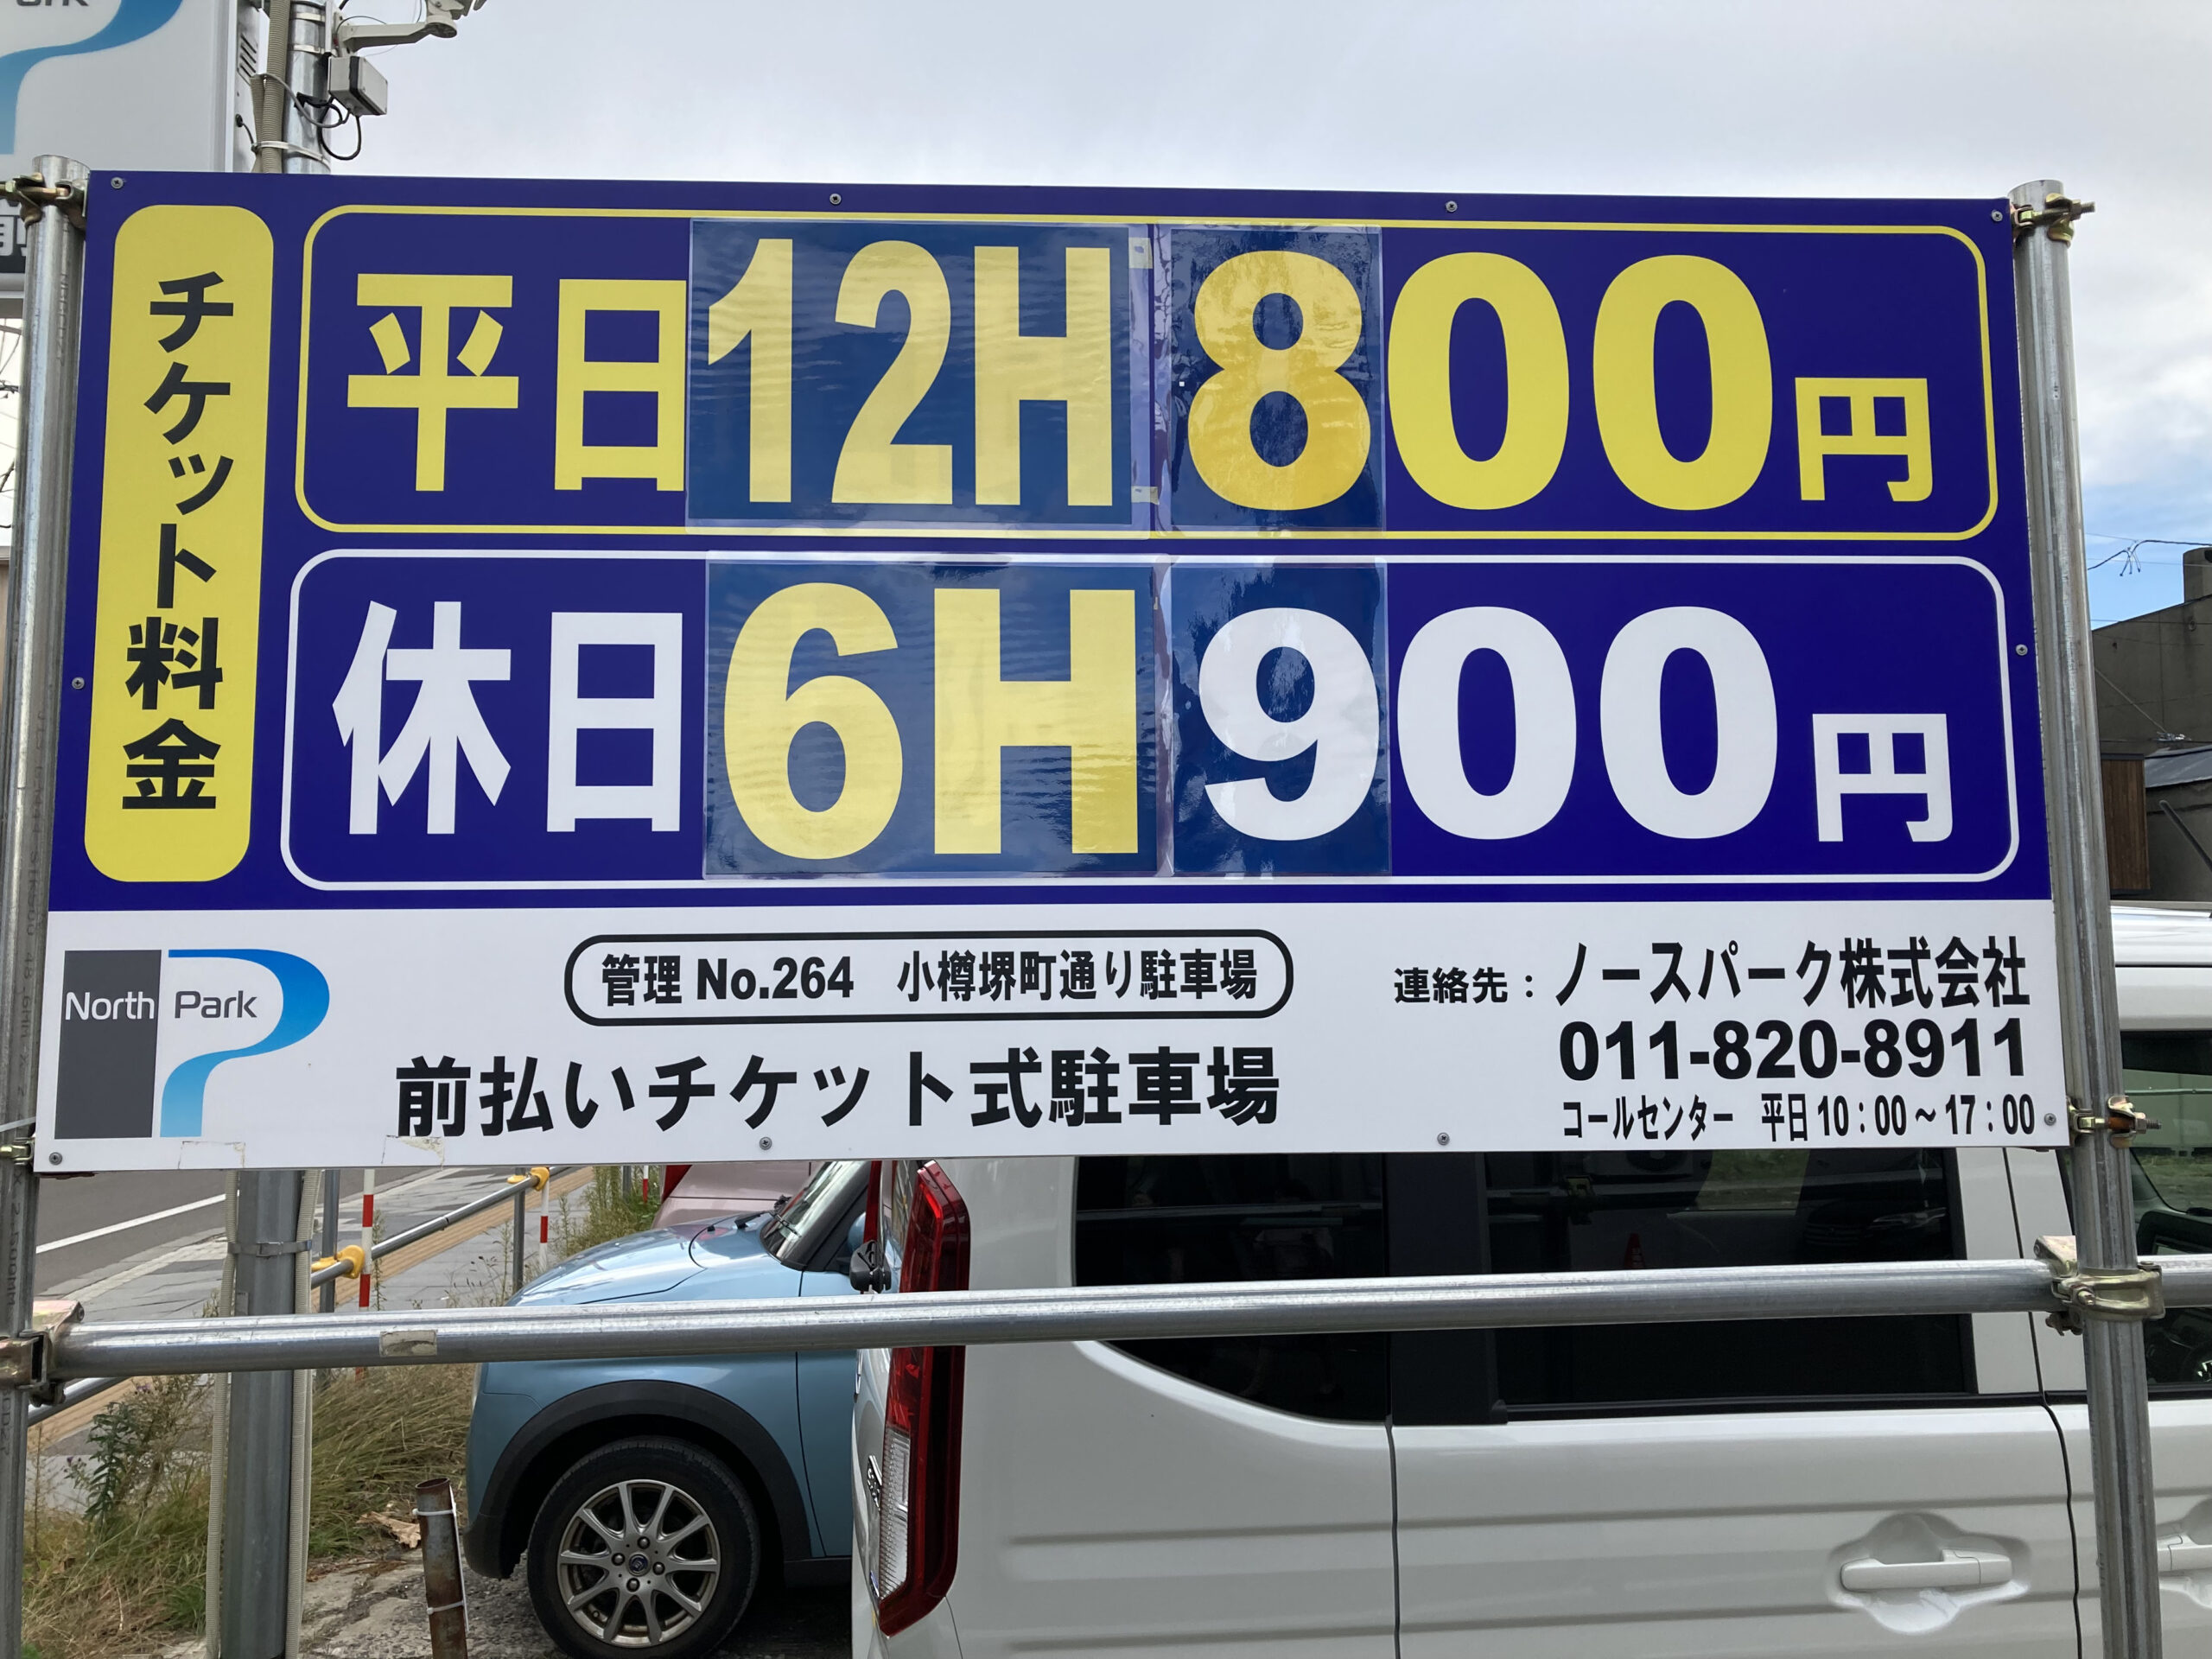 チケット料金
平日12H 800円
休日6H 900円
North Park
管理 No.264 小樽堺町通り駐車場
前払いチケット式駐車場
連絡先：ノースパーク株式会社
011-820-8911
コールセンター 平日 10：00～17：00